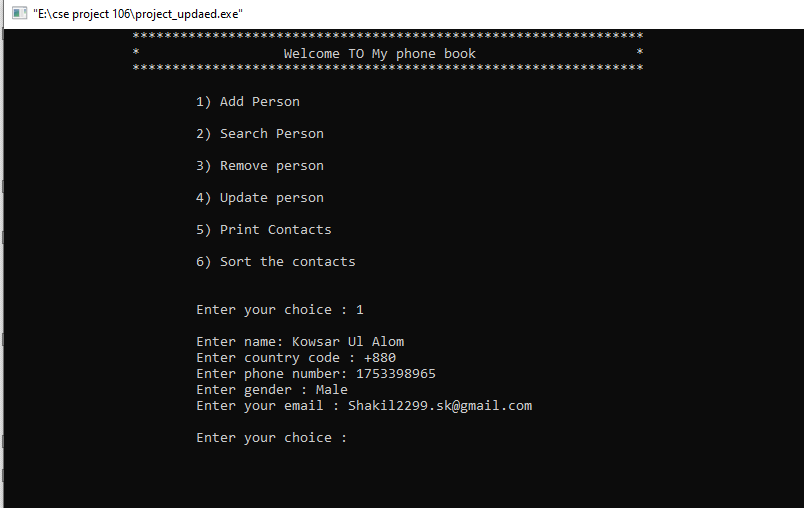 "E:\cse project 106\project_updaed.exe"
****************************************************************
* Welcome TO My phone book *
****************************************************************
1) Add Person
2) Search Person
3) Remove person
4) Update person
5) Print Contacts
6) Sort the contacts
Enter your choice : 1
Enter name: Kowsar Ul Alom
Enter country code : +880
Enter phone number: 1753398965
Enter gender : Male
Enter your email : Shakil2299.sk@gmail.com
Enter your choice :